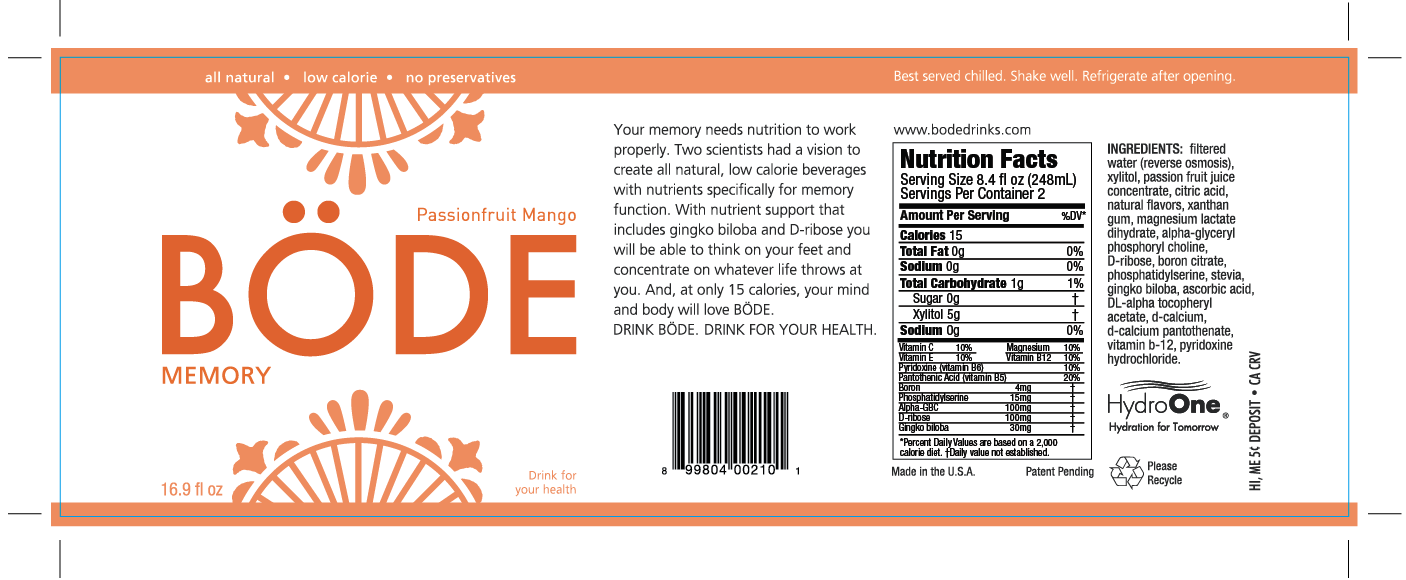 all natural • low calorie • no preservatives
Best served chilled. Shake well. Refrigerate after opening.
Passionfruit Mango
BÖDE
MEMORY
16.9 fl oz
Drink for
your health
Your memory needs nutrition to work
properly. Two scientists had a vision to
create all natural, low calorie beverages
with nutrients specifically for memory
function. With nutrient support that
includes gingko biloba and D-ribose you
will be able to think on your feet and
concentrate on whatever life throws at
you. And, at only 15 calories, your mind
and body will love BÖDE.
DRINK BÖDE. DRINK FOR YOUR HEALTH.
8 99804 00210 1
www.bodedrinks.com
Nutrition Facts
Serving Size 8.4 fl oz (248mL)
Servings Per Container 2
Amount Per Serving %DV*
Calories 15
Total Fat 0g 0%
Sodium 0g 0%
Total Carbohydrate 1g 1%
Sugar 0g †
Xylitol 5g †
Sodium 0g 0%
Vitamin C 10% Magnesium 10%
Vitamin E 10% Vitamin B12 10%
Pyridoxine (vitamin B6) 10%
Pantothenic Acid (vitamin B5) 20%
Boron 4mg †
Phosphatidylserine 15mg †
Alpha-GBC 100mg †
D-ribose 100mg †
Gingko biloba 30mg †
*Percent Daily Values are based on a 2,000
calorie diet. †Daily value not established.
Made in the U.S.A. Patent Pending
INGREDIENTS: filtered
water (reverse osmosis),
xylitol, passion fruit juice
concentrate, citric acid,
natural flavors, xanthan
gum, magnesium lactate
dihydrate, alpha-glyceryl
phosphoryl choline,
D-ribose, boron citrate,
phosphatidylserine, stevia,
gingko biloba, ascorbic acid,
DL-alpha tocopheryl
acetate, d-calcium,
d-calcium pantothenate,
vitamin b-12, pyridoxine
hydrochloride.
HydroOne®
Hydration for Tomorrow
Please
Recycle
HI, ME 5¢ DEPOSIT • CA CRV